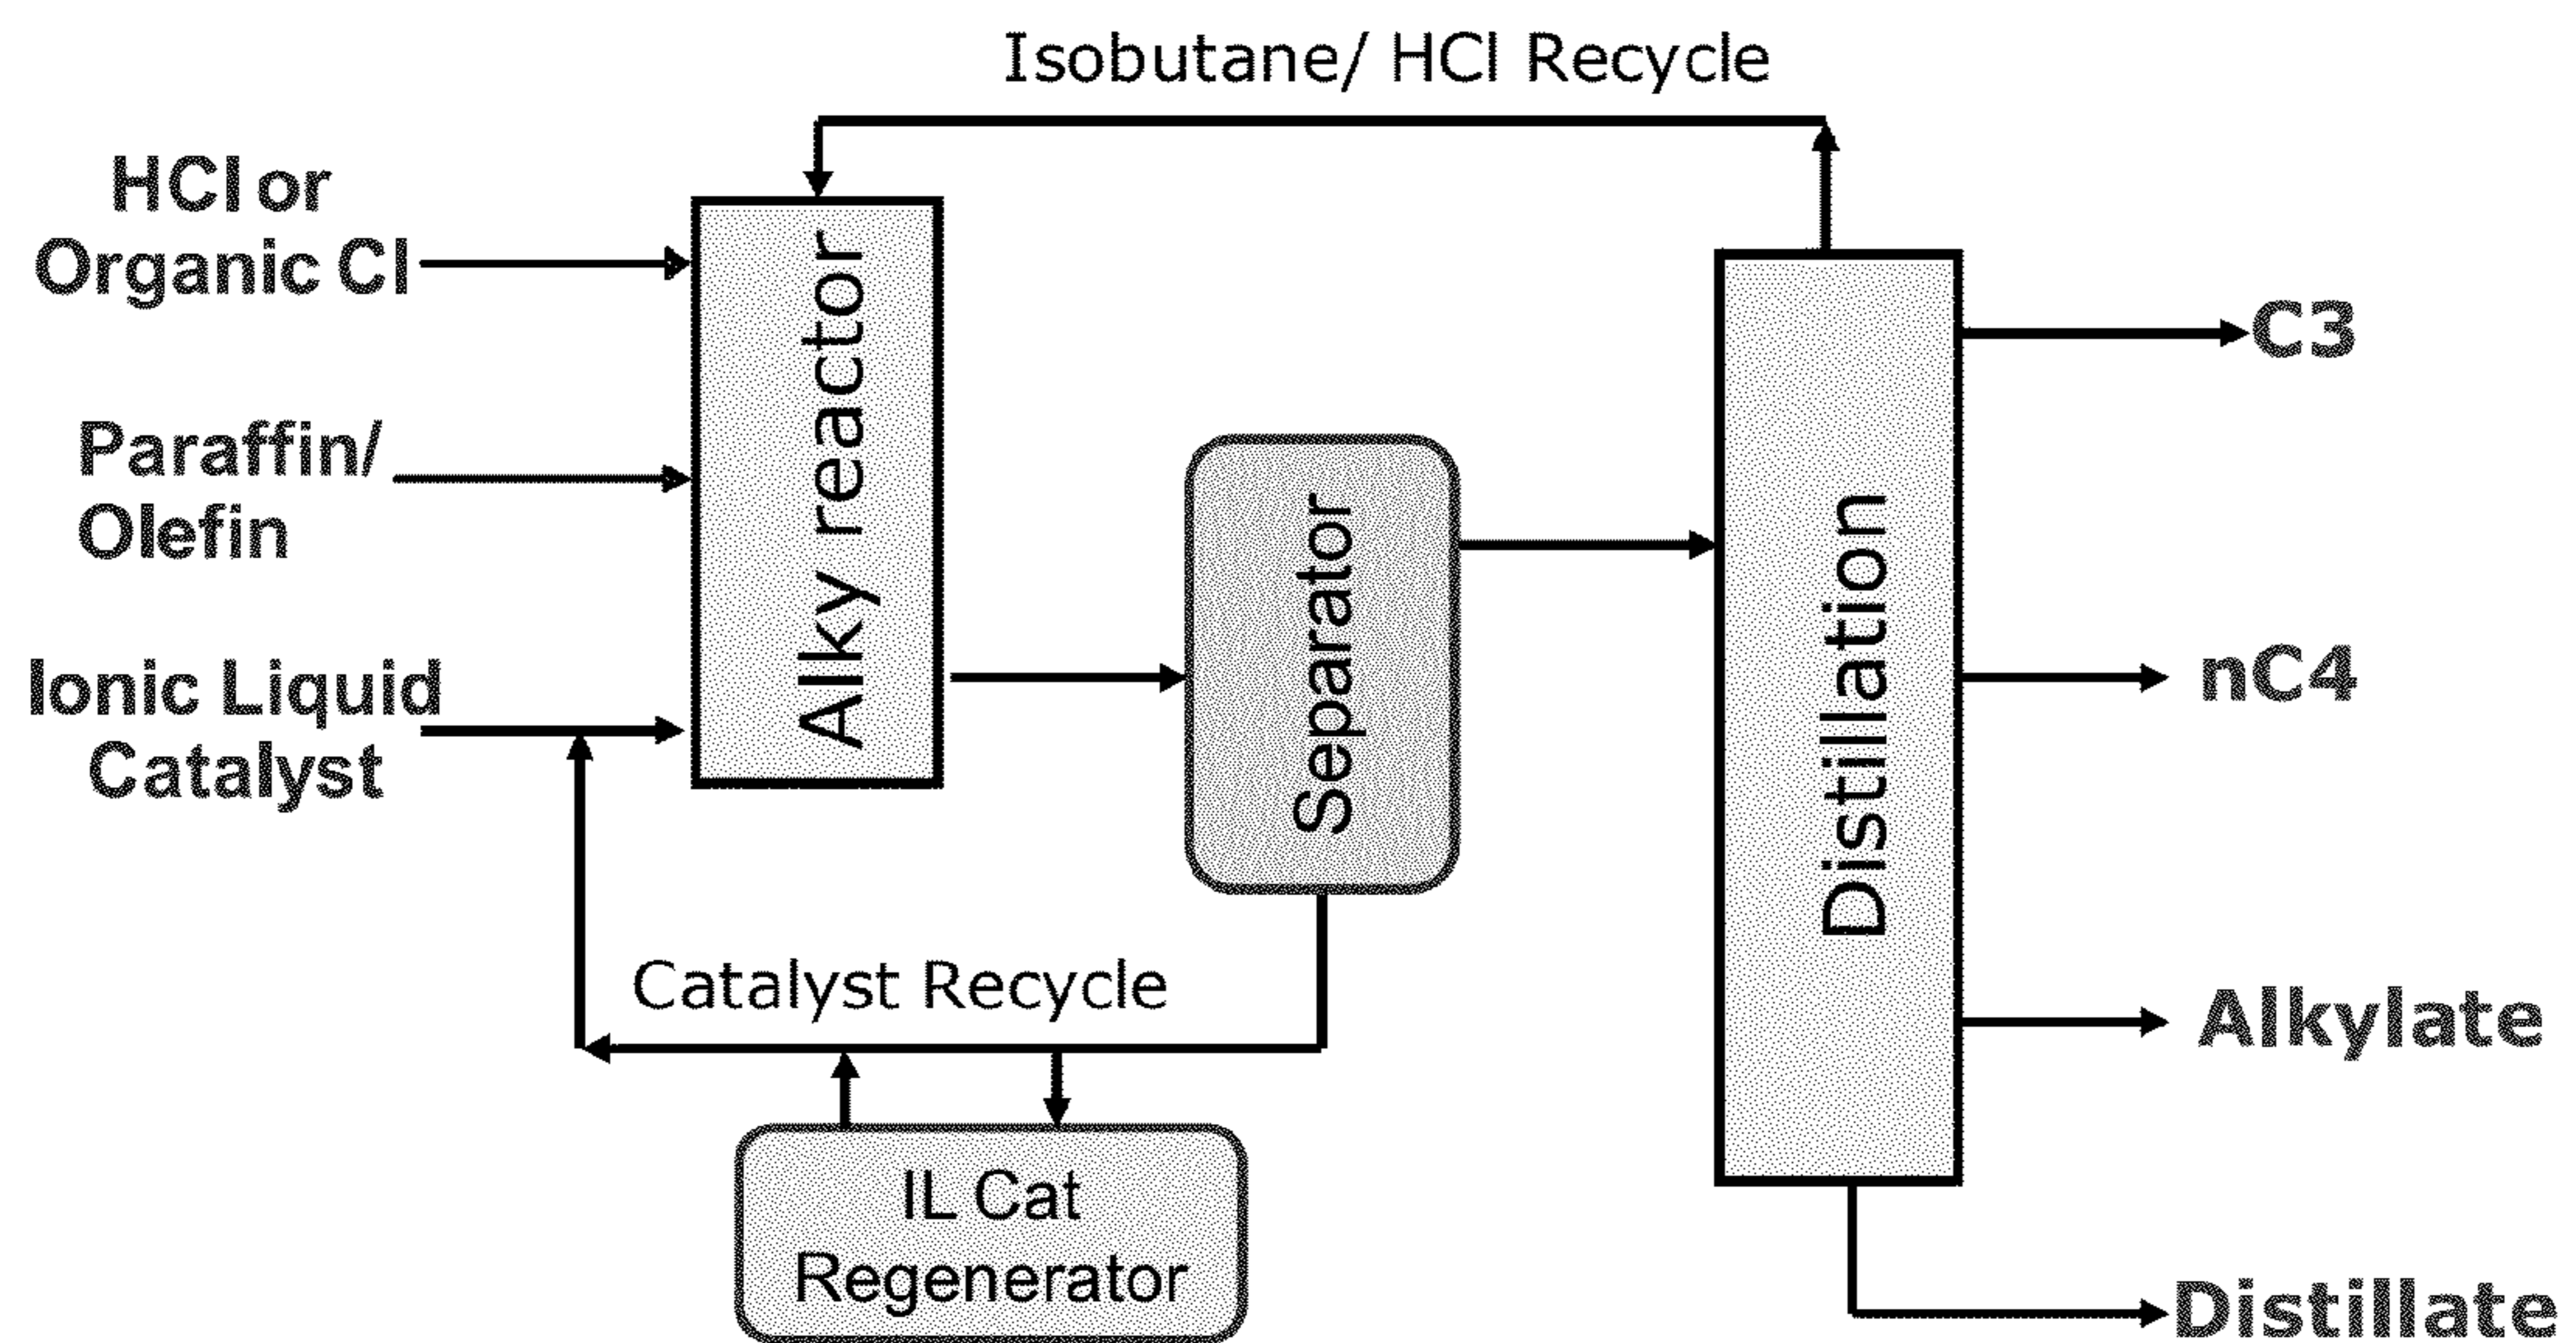 Isobutane/ HCl Recycle
HCl or
Organic Cl
Paraffin/
Olefin
Ionic Liquid
Catalyst
Alky reactor
Separator
Distillation
C3
nC4
Alkylate
Distillate
Catalyst Recycle
IL Cat
Regenerator